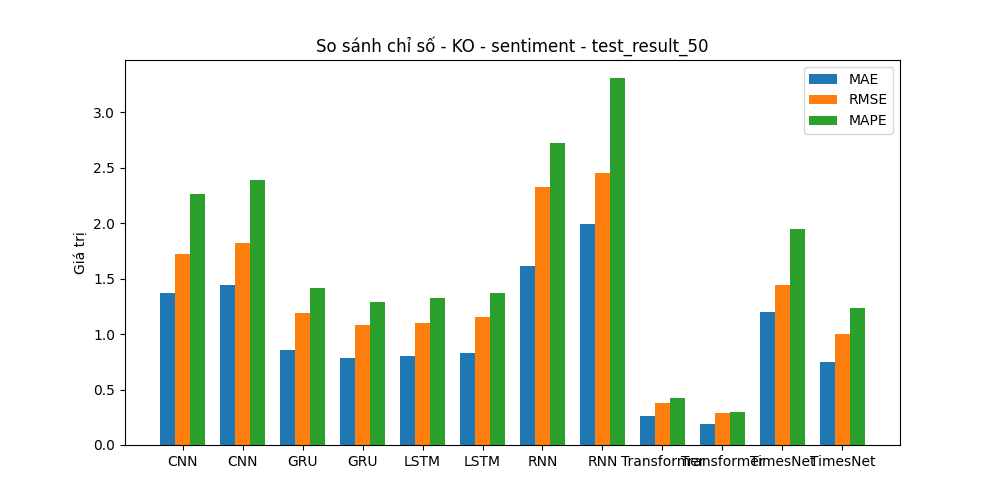 So sánh chỉ số - KO - sentiment - test_result_50
MAE
RMSE
MAPE
Giá trị
3.0
2.5
2.0
1.5
1.0
0.5
0.0
CNN CNN GRU GRU LSTM LSTM RNN RNN Transformer Transformer TimesNet TimesNet